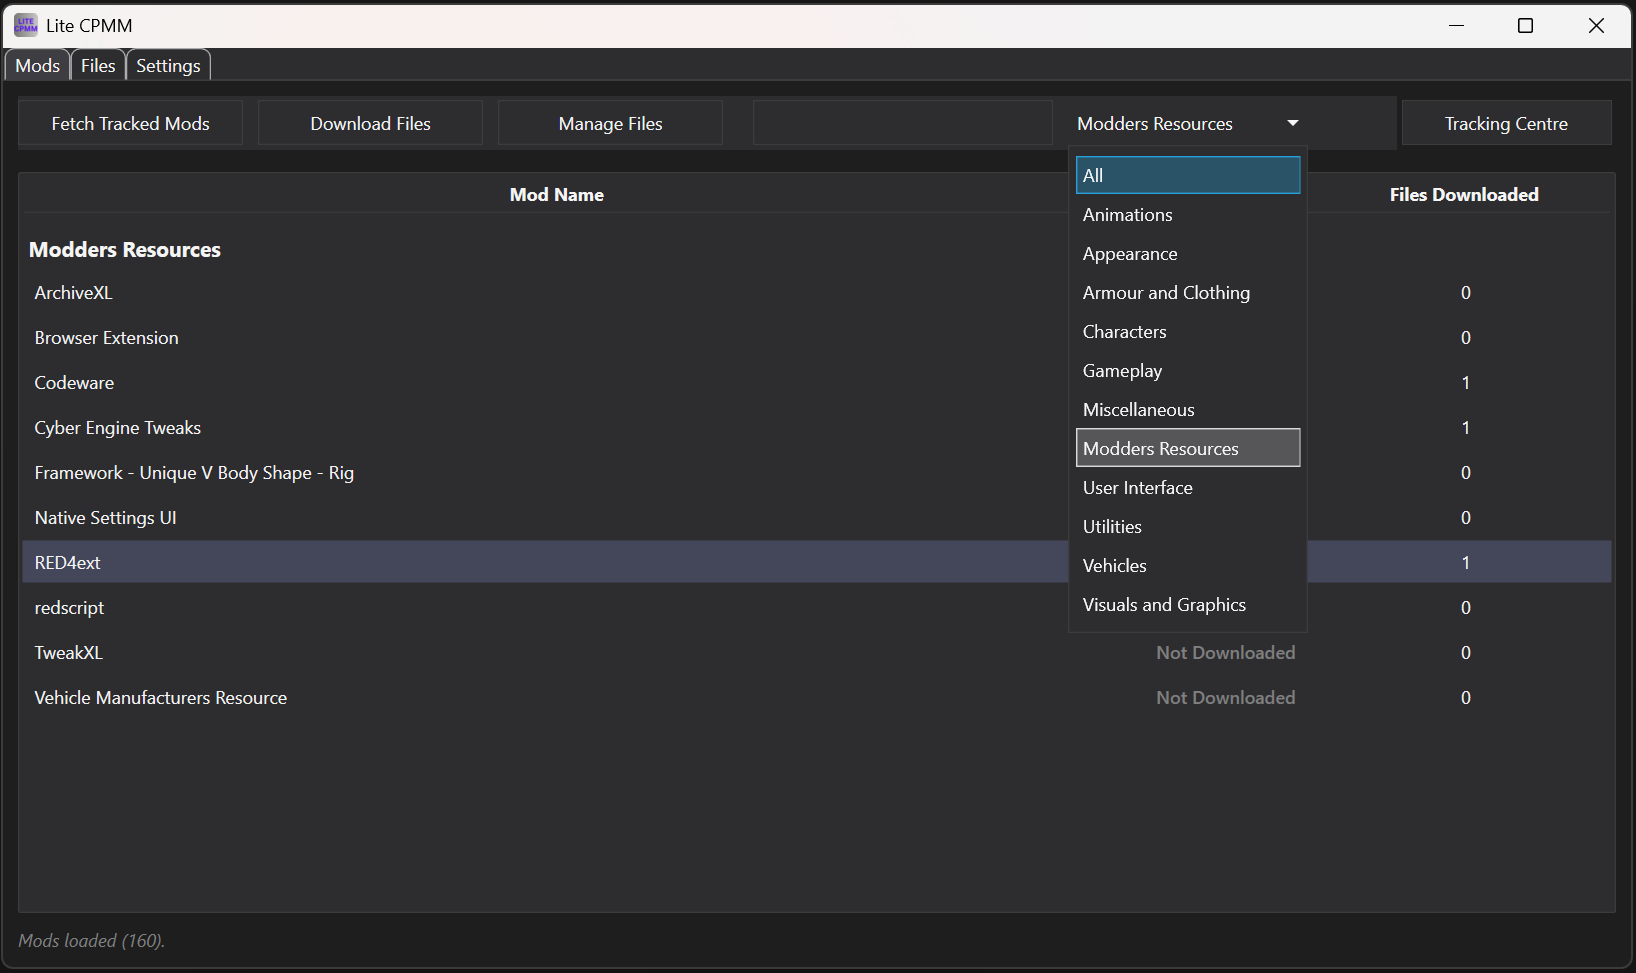 LITE CPMM
Lite CPMM
Mods Files Settings
Fetch Tracked Mods Download Files Manage Files Modders Resources Tracking Centre
Mod Name Files Downloaded
Modders Resources
ArchiveXL 0
Browser Extension 0
Codeware 1
Cyber Engine Tweaks 1
Framework - Unique V Body Shape - Rig 0
Native Settings UI 0
RED4ext 1
redscript 0
TweakXL Not Downloaded 0
Vehicle Manufacturers Resource Not Downloaded 0
All
Animations
Appearance
Armour and Clothing
Characters
Gameplay
Miscellaneous
Modders Resources
User Interface
Utilities
Vehicles
Visuals and Graphics
Mods loaded (160).